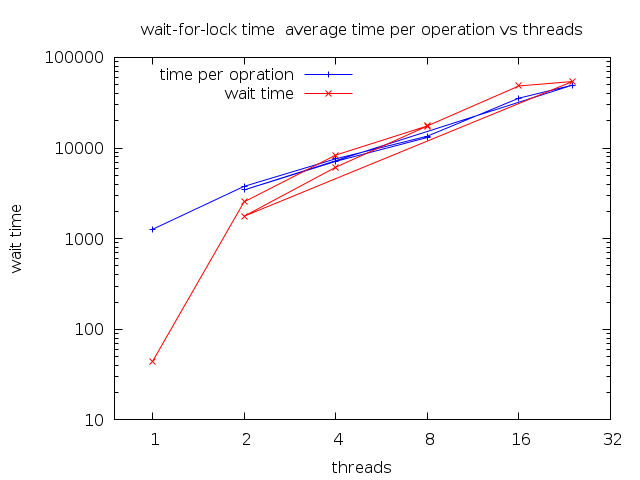 wait-for-lock time  average time per operation vs threads
100000
10000
1000
100
10
wait time
time per opration
wait time
1 2 4 8 16 32
threads